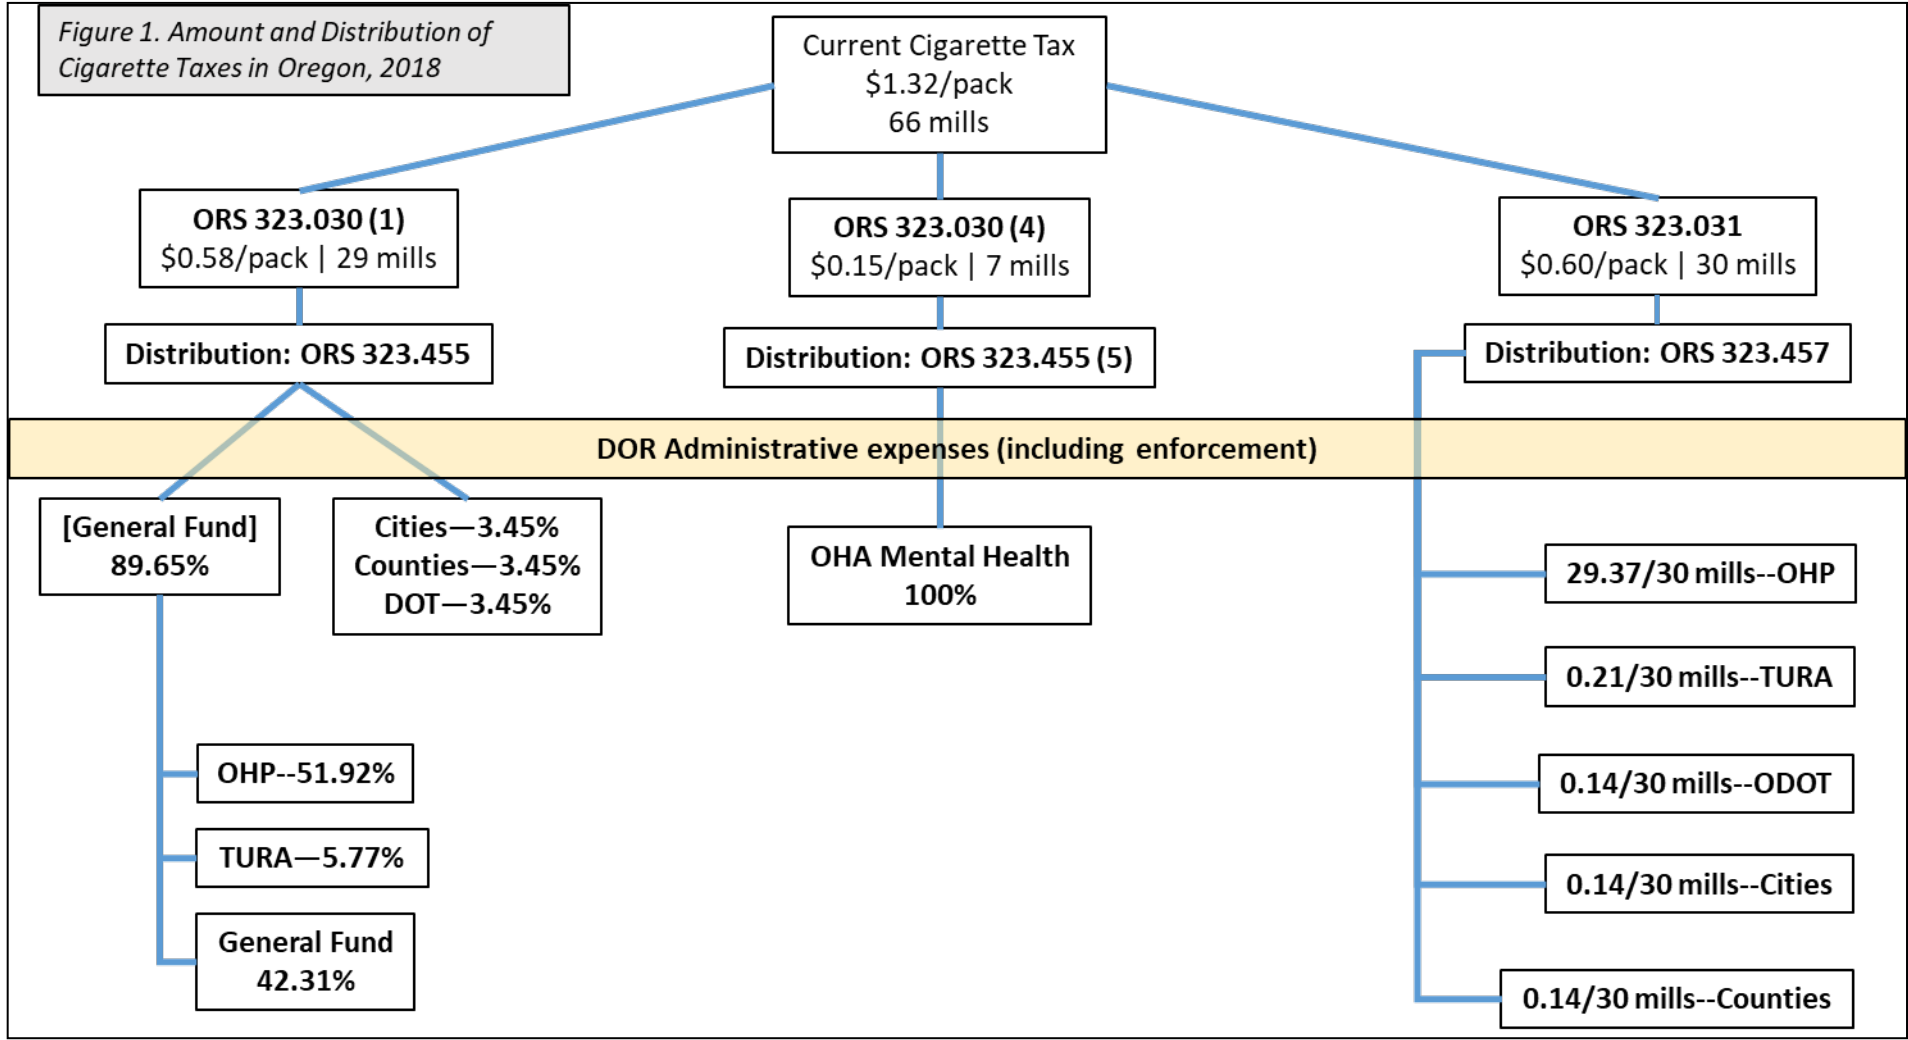 Figure 1. Amount and Distribution of
Cigarette Taxes in Oregon, 2018
Current Cigarette Tax
$1.32/pack
66 mills
ORS 323.030 (1)
$0.58/pack | 29 mills
ORS 323.030 (4)
$0.15/pack | 7 mills
ORS 323.031
$0.60/pack | 30 mills
Distribution: ORS 323.455
Distribution: ORS 323.455 (5)
Distribution: ORS 323.457
DOR Administrative expenses (including enforcement)
[General Fund]
89.65%
Cities—3.45%
Counties—3.45%
DOT—3.45%
OHA Mental Health
100%
OHP--51.92%
TURA—5.77%
General Fund
42.31%
29.37/30 mills--OHP
0.21/30 mills--TURA
0.14/30 mills--ODOT
0.14/30 mills--Cities
0.14/30 mills--Counties